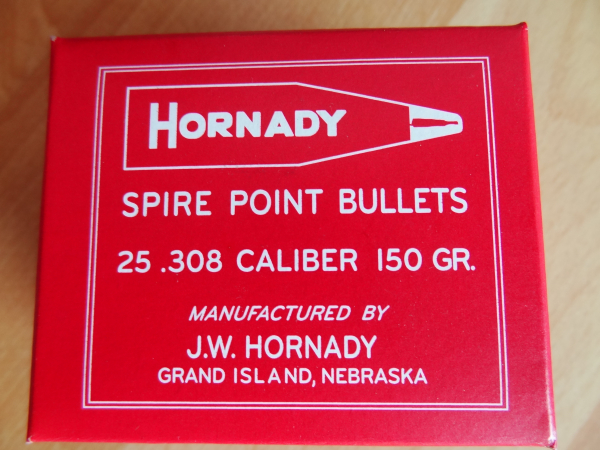 HORNADY
SPIRE POINT BULLETS
25 .308 CALIBER 150 GR.
MANUFACTURED BY
J.W. HORNADY
GRAND ISLAND, NEBRASKA